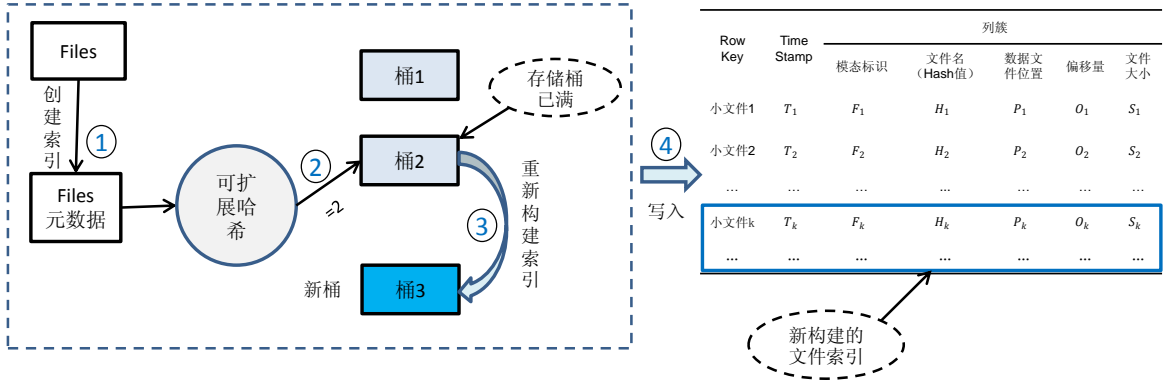 Files
创建索引
①
Files
元数据
可扩
展哈
希
②
=2
桶1
存储桶
已满
桶2
③
重新构建索引
新桶
桶3
④
写入
Row Key
Time Stamp
列簇
模态标识
文件名
（Hash值）
数据文
件位置
偏移量
文件
大小
小文件1 T₁ F₁ H₁ P₁ O₁ S₁
小文件2 T₂ F₂ H₂ P₂ O₂ S₂
... ... ... ... ... ... ...
小文件k Tₖ Fₖ Hₖ Pₖ Oₖ Sₖ
... ... ... ... ... ... ...
新构建的
文件索引